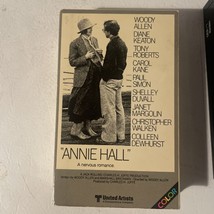 WOODY
ALLEN
DIANE
KEATON
TONY
ROBERTS
CAROL
KANE
PAUL
SIMON
SHELLEY
DUVALL
JANET
MARGOLIN
CHRISTOPHER
WALKEN
COLLEEN
DEWHURST
"ANNIE HALL"
A nervous romance.
United Artists
COLOR